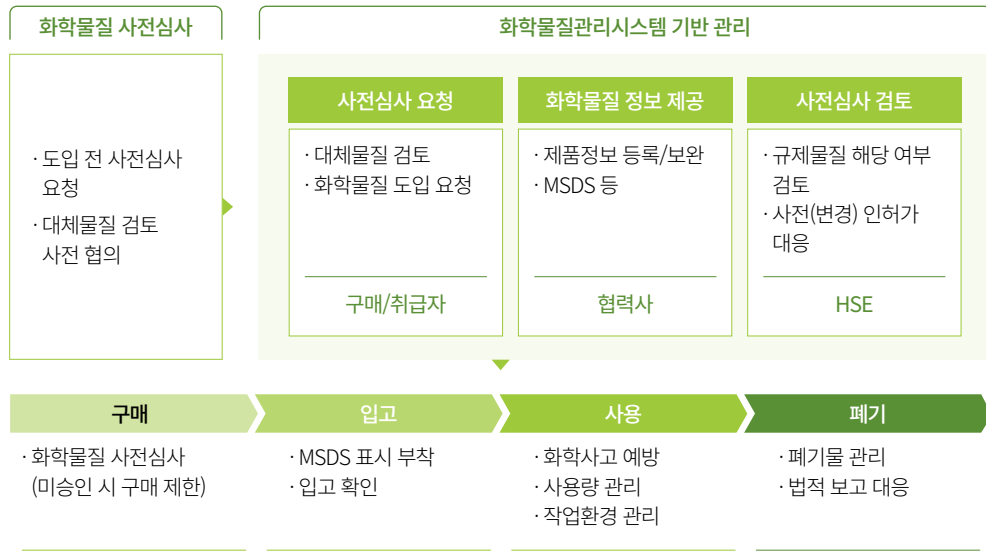 화학물질 사전심사
화학물질관리시스템 기반 관리
· 도입 전 사전심사
요청
· 대체물질 검토
사전 협의
사전심사 요청
· 대체물질 검토
· 화학물질 도입 요청
구매/취급자
화학물질 정보 제공
· 제품정보 등록/보완
· MSDS 등
협력사
사전심사 검토
· 규제물질 해당 여부
검토
· 사전(변경) 인허가
대응
HSE
구매
· 화학물질 사전심사
(미승인 시 구매 제한)
입고
· MSDS 표시 부착
· 입고 확인
사용
· 화학사고 예방
· 사용량 관리
· 작업환경 관리
폐기
· 폐기물 관리
· 법적 보고 대응